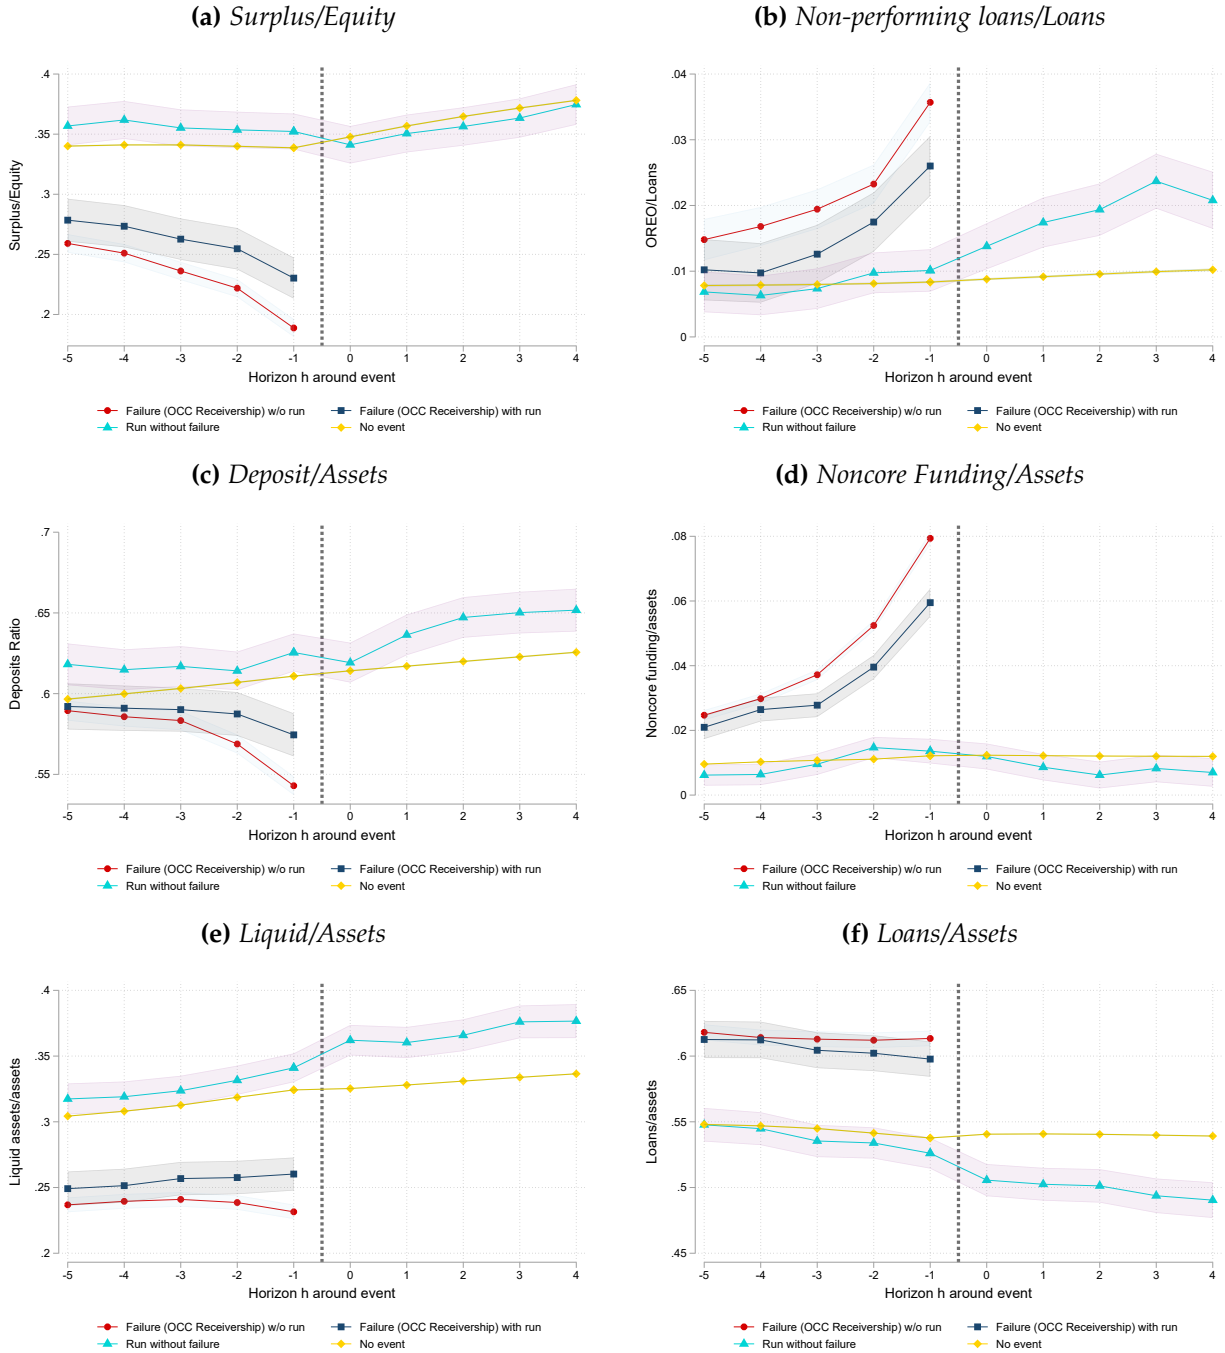 (a) Surplus/Equity
.4
.35
.3
.25
.2
Surplus/Equity
-5 -4 -3 -2 -1 0 1 2 3 4
Horizon h around event
Failure (OCC Receivership) w/o run Failure (OCC Receivership) with run
Run without failure No event
(b) Non-performing loans/Loans
.04
.03
.02
.01
0
OREO/Loans
-5 -4 -3 -2 -1 0 1 2 3 4
Horizon h around event
Failure (OCC Receivership) w/o run Failure (OCC Receivership) with run
Run without failure No event
(c) Deposit/Assets
.7
.65
.6
.55
Deposits Ratio
-5 -4 -3 -2 -1 0 1 2 3 4
Horizon h around event
Failure (OCC Receivership) w/o run Failure (OCC Receivership) with run
Run without failure No event
(d) Noncore Funding/Assets
.08
.06
.04
.02
0
Noncore funding/assets
-5 -4 -3 -2 -1 0 1 2 3 4
Horizon h around event
Failure (OCC Receivership) w/o run Failure (OCC Receivership) with run
Run without failure No event
(e) Liquid/Assets
.4
.35
.3
.25
.2
Liquid assets/assets
-5 -4 -3 -2 -1 0 1 2 3 4
Horizon h around event
Failure (OCC Receivership) w/o run Failure (OCC Receivership) with run
Run without failure No event
(f) Loans/Assets
.65
.6
.55
.5
.45
Loans/assets
-5 -4 -3 -2 -1 0 1 2 3 4
Horizon h around event
Failure (OCC Receivership) w/o run Failure (OCC Receivership) with run
Run without failure No event